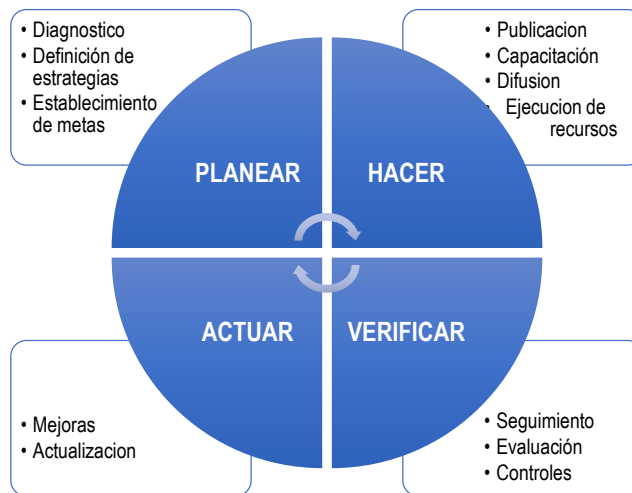 • Diagnostico
• Definición de
estrategias
• Establecimiento
de metas
• Publicacion
• Capacitación
• Difusion
• Ejecucion de
recursos
PLANEAR
HACER
ACTUAR
VERIFICAR
• Mejoras
• Actualizacion
• Seguimiento
• Evaluación
• Controles